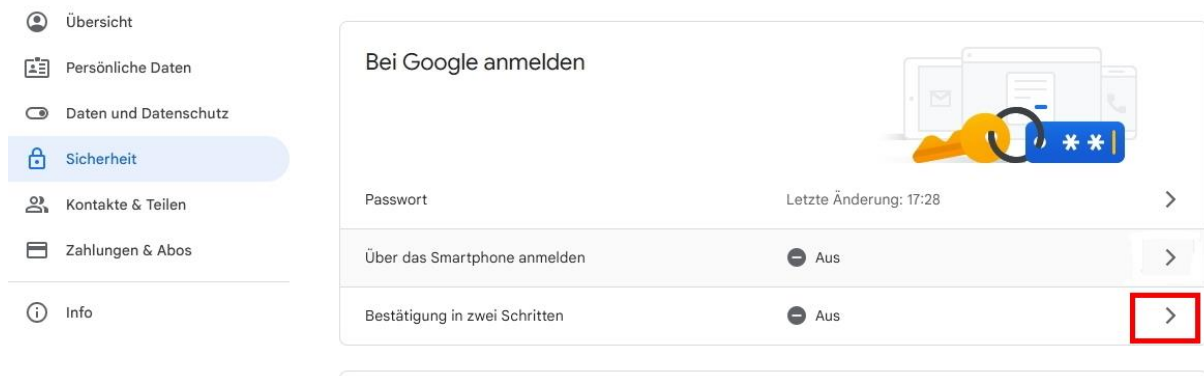 Übersicht
Persönliche Daten
Daten und Datenschutz
Sicherheit
Kontakte & Teilen
Zahlungen & Abos
Info
Bei Google anmelden
**|
Passwort Letzte Änderung: 17:28
Über das Smartphone anmelden Aus
Bestätigung in zwei Schritten Aus